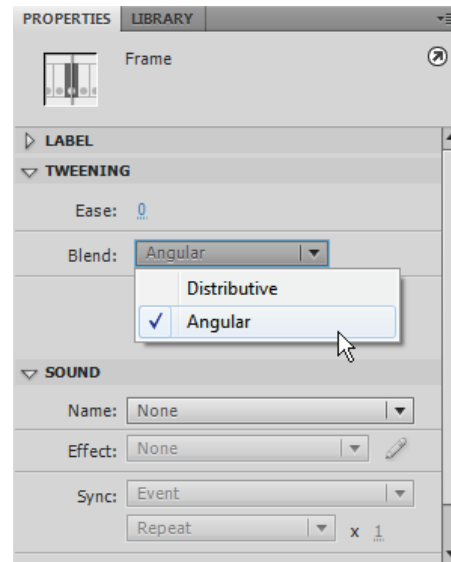 PROPERTIES LIBRARY
Frame
LABEL
TWEENING
Ease: 0
Blend: Angular
Distributive
Angular
SOUND
Name: None
Effect: None
Sync: Event
Repeat x 1